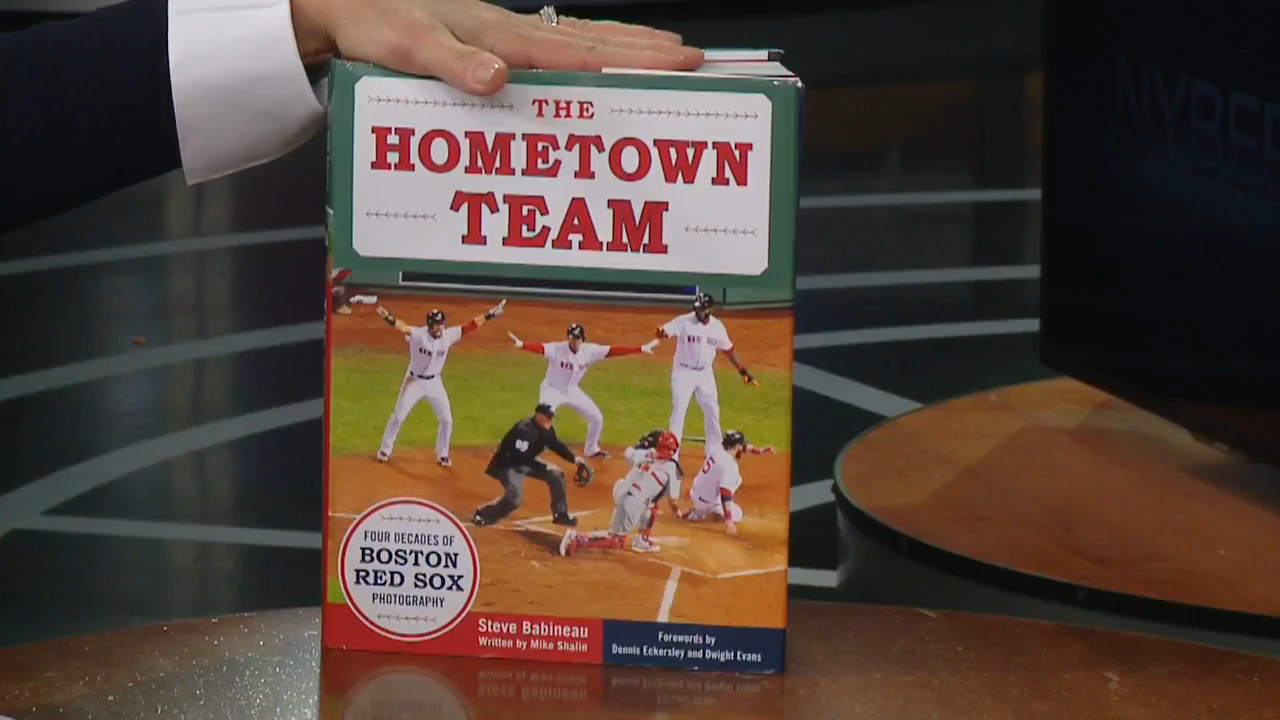 THE
HOMETOWN
TEAM
FOUR DECADES OF
BOSTON
RED SOX
PHOTOGRAPHY
Steve Babineau
Written by Mike Shalin
Forewords by
Dennis Eckersley and Dwight Evans